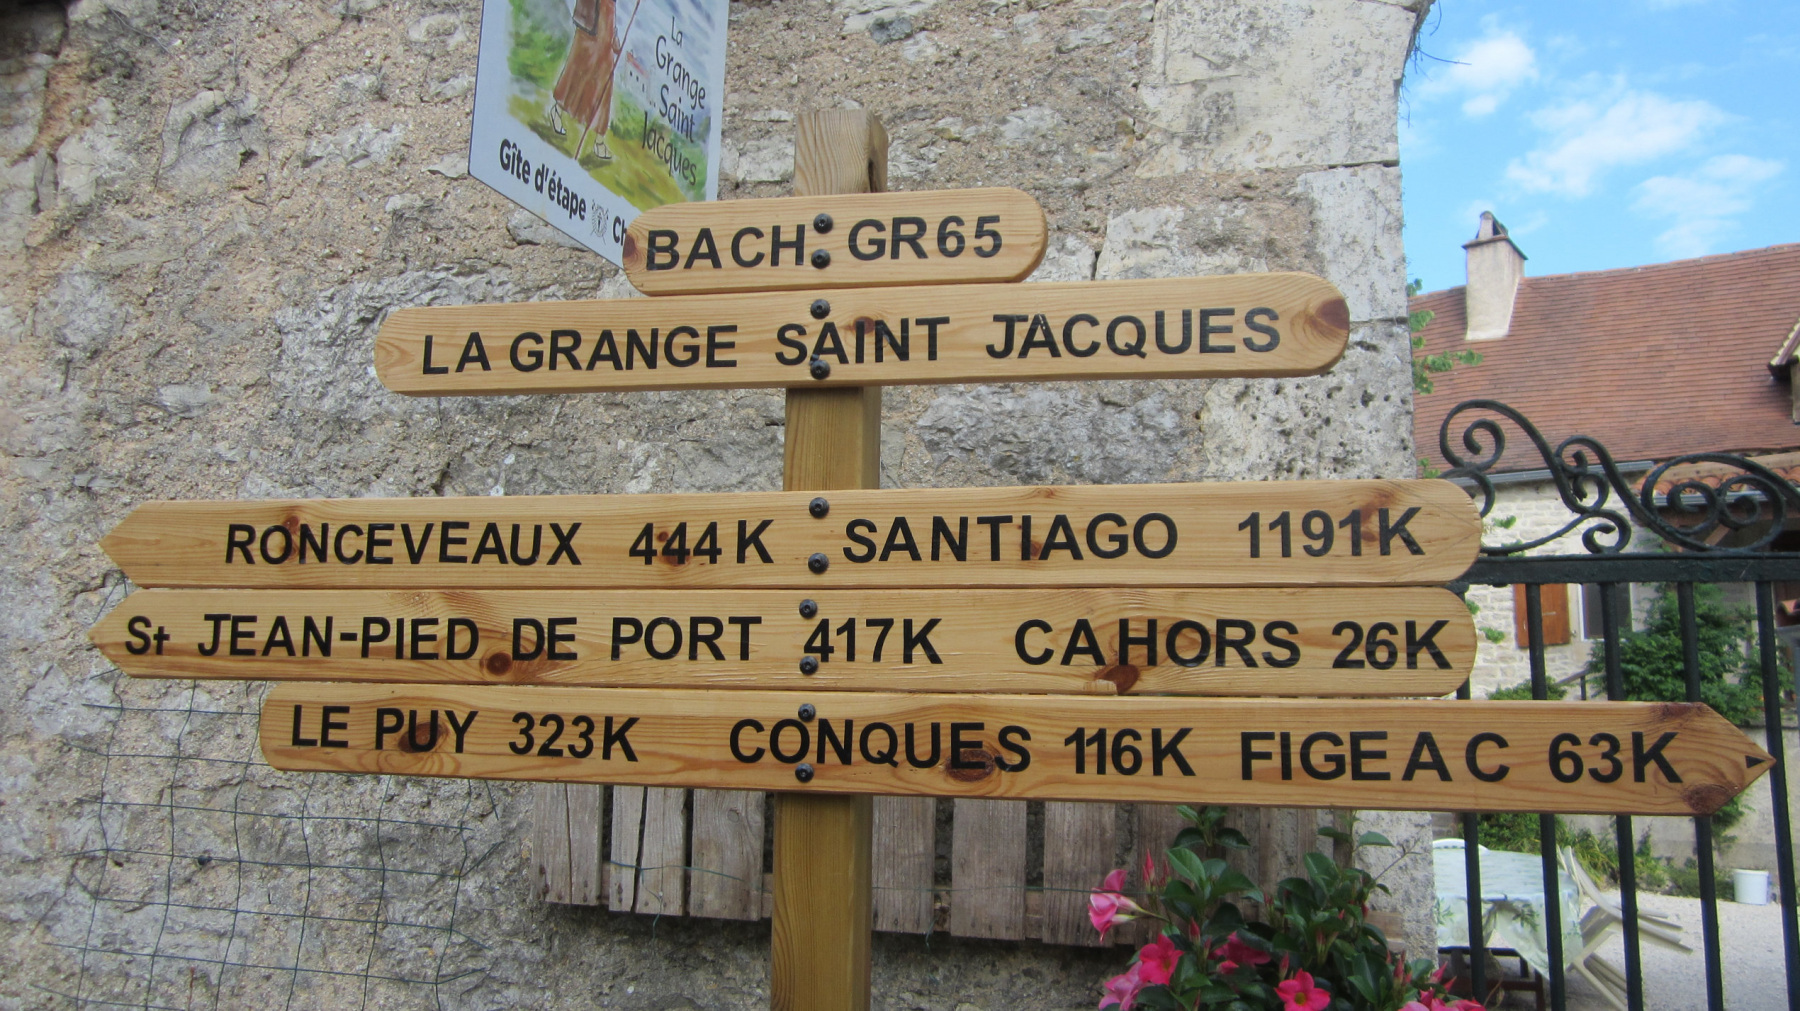 La
Grange
Saint
Jacques
Gîte d'étape
BACH GR65
LA GRANGE SAINT JACQUES
RONCEVEAUX 444K SANTIAGO 1191K
St JEAN-PIED DE PORT 417K CAHORS 26K
LE PUY 323K CONQUES 116K FIGEAC 63K